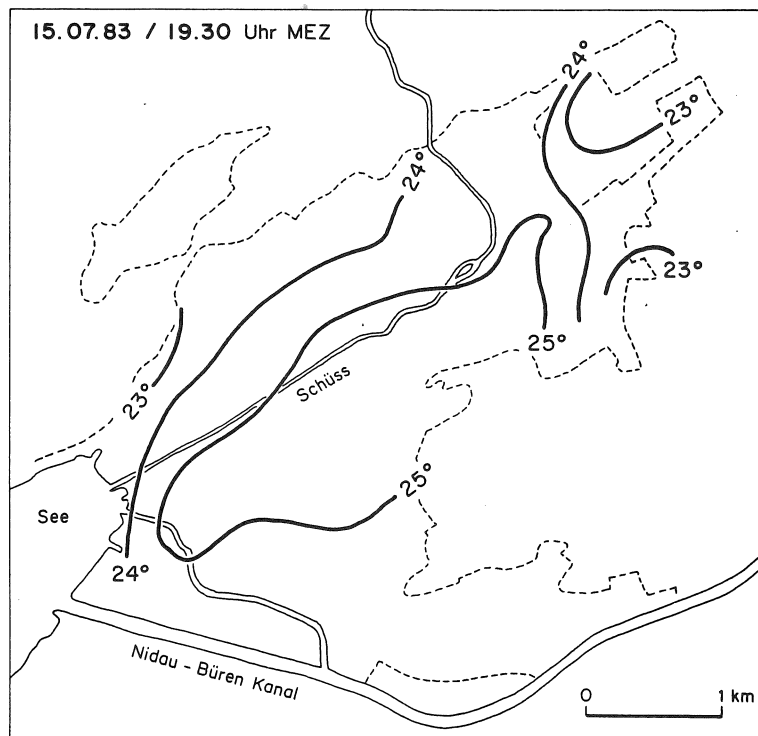 15.07.83 / 19.30 Uhr MEZ
24°
23°
24°
23°
25°
23°
Schüss
25°
See
24°
Nidau - Büren Kanal
0 1 km